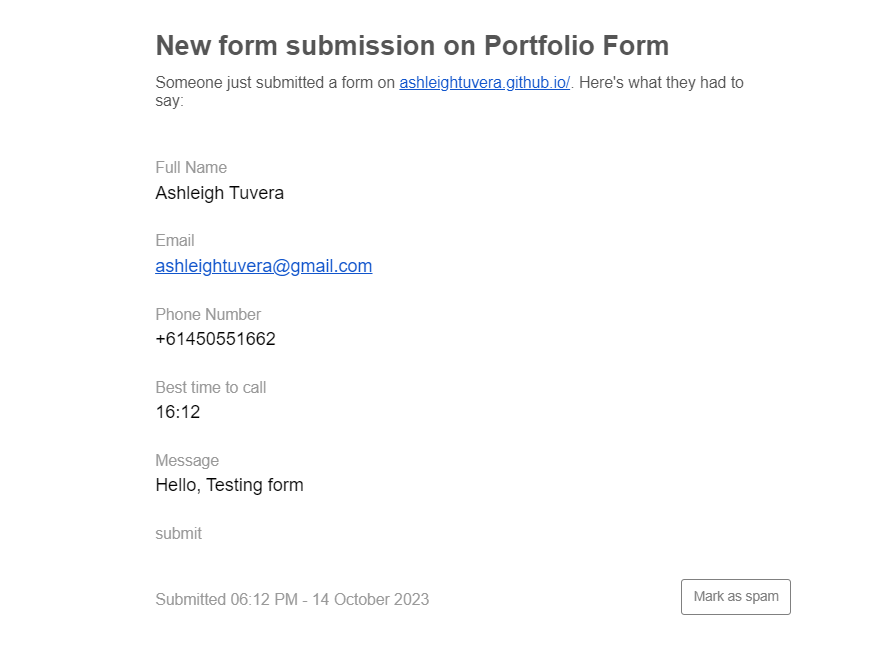 New form submission on Portfolio Form
Someone just submitted a form on ashleightuvera.github.io/. Here's what they had to
say:
Full Name
Ashleigh Tuvera
Email
ashleightuvera@gmail.com
Phone Number
+61450551662
Best time to call
16:12
Message
Hello, Testing form
submit
Submitted 06:12 PM - 14 October 2023
Mark as spam